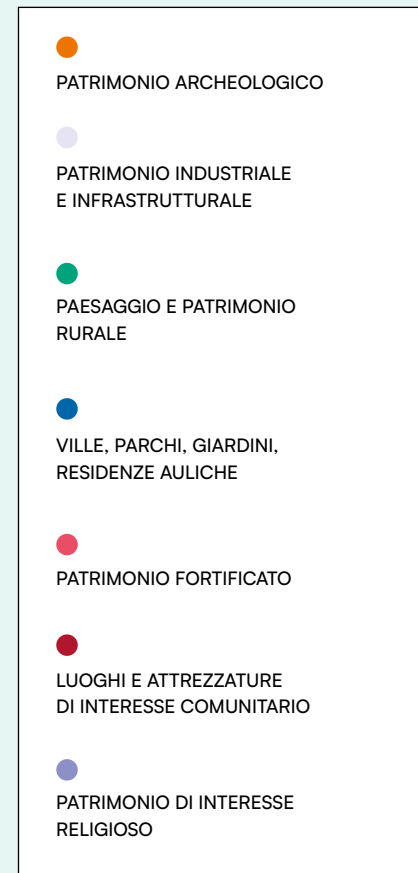 PATRIMONIO ARCHEOLOGICO
PATRIMONIO INDUSTRIALE
E INFRASTRUTTURALE
PAESAGGIO E PATRIMONIO
RURALE
VILLE, PARCHI, GIARDINI,
RESIDENZE AULICHE
PATRIMONIO FORTIFICATO
LUOGHI E ATTREZZATURE
DI INTERESSE COMUNITARIO
PATRIMONIO DI INTERESSE
RELIGIOSO